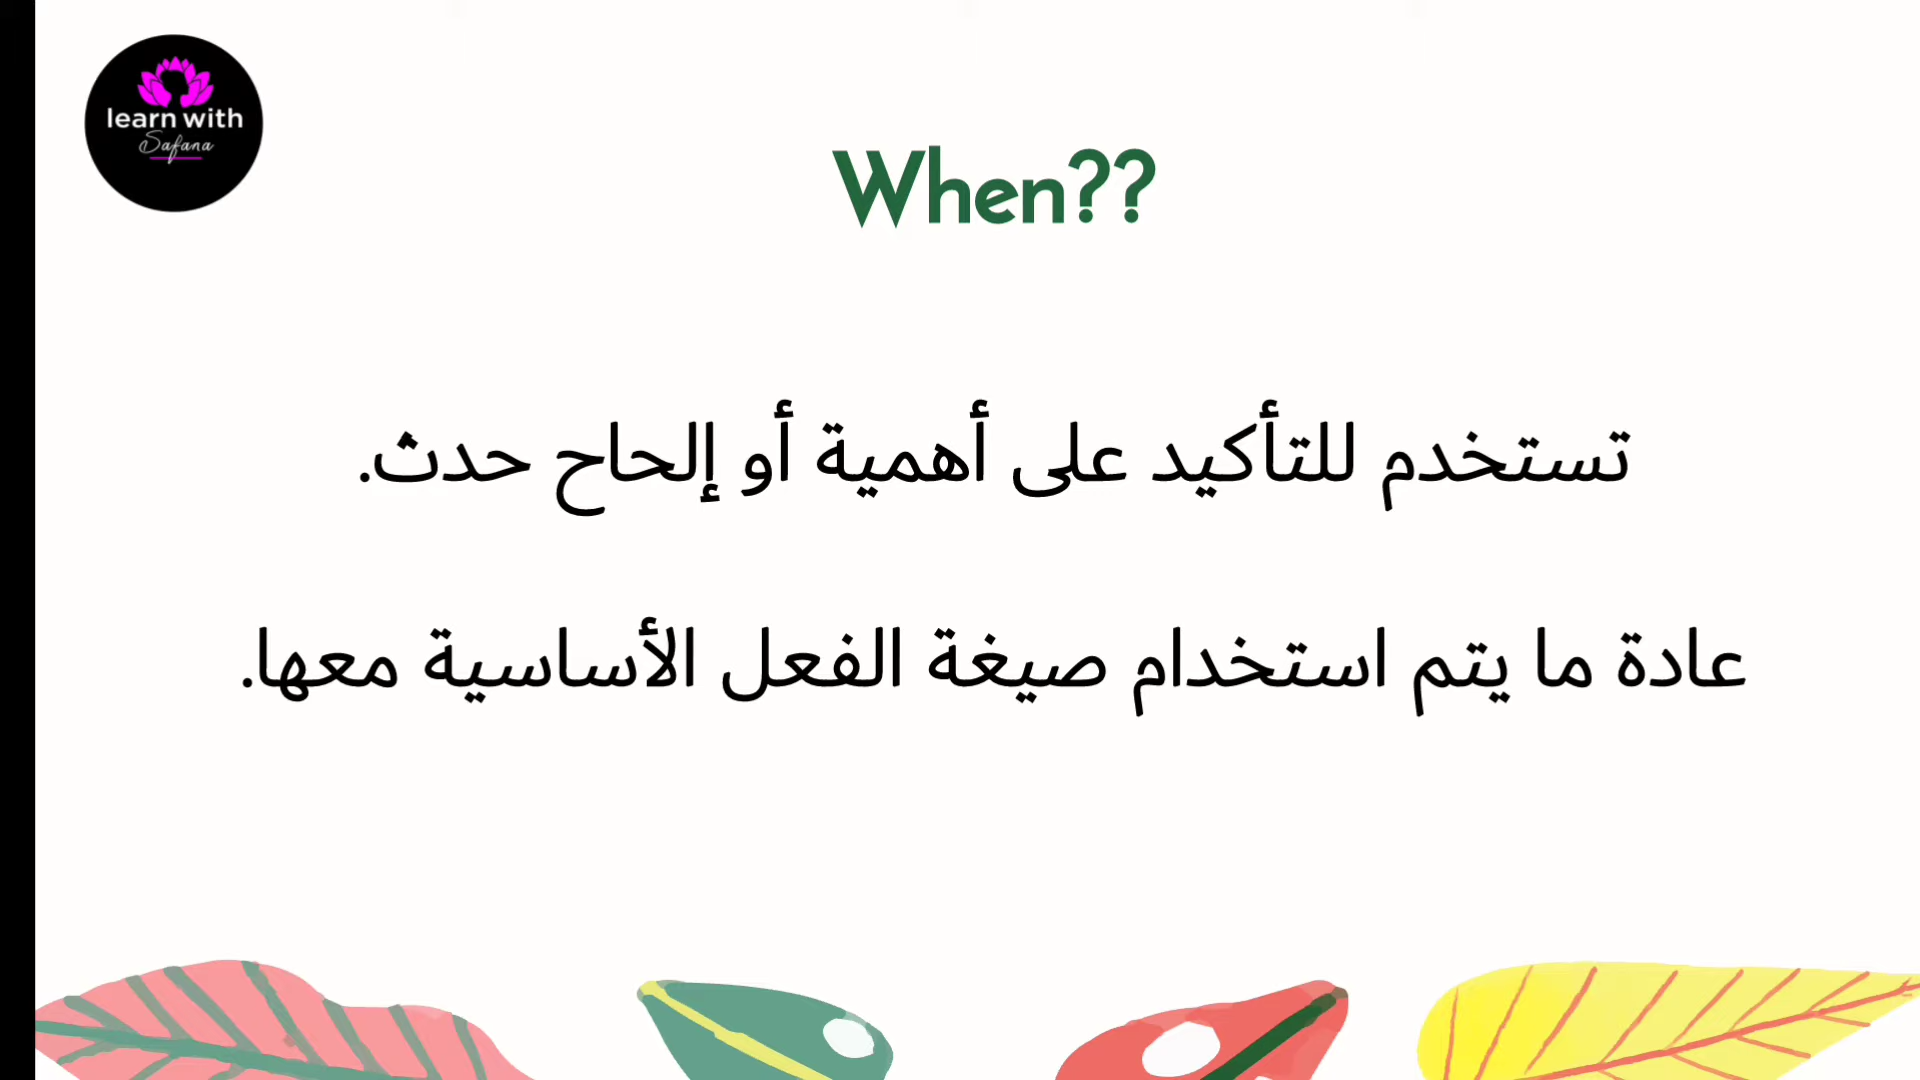 learn with
Safana
When??
تستخدم للتأكيد على أهمية أو إلحاح حدث.
عادة ما يتم استخدام صيغة الفعل الأساسية معها.